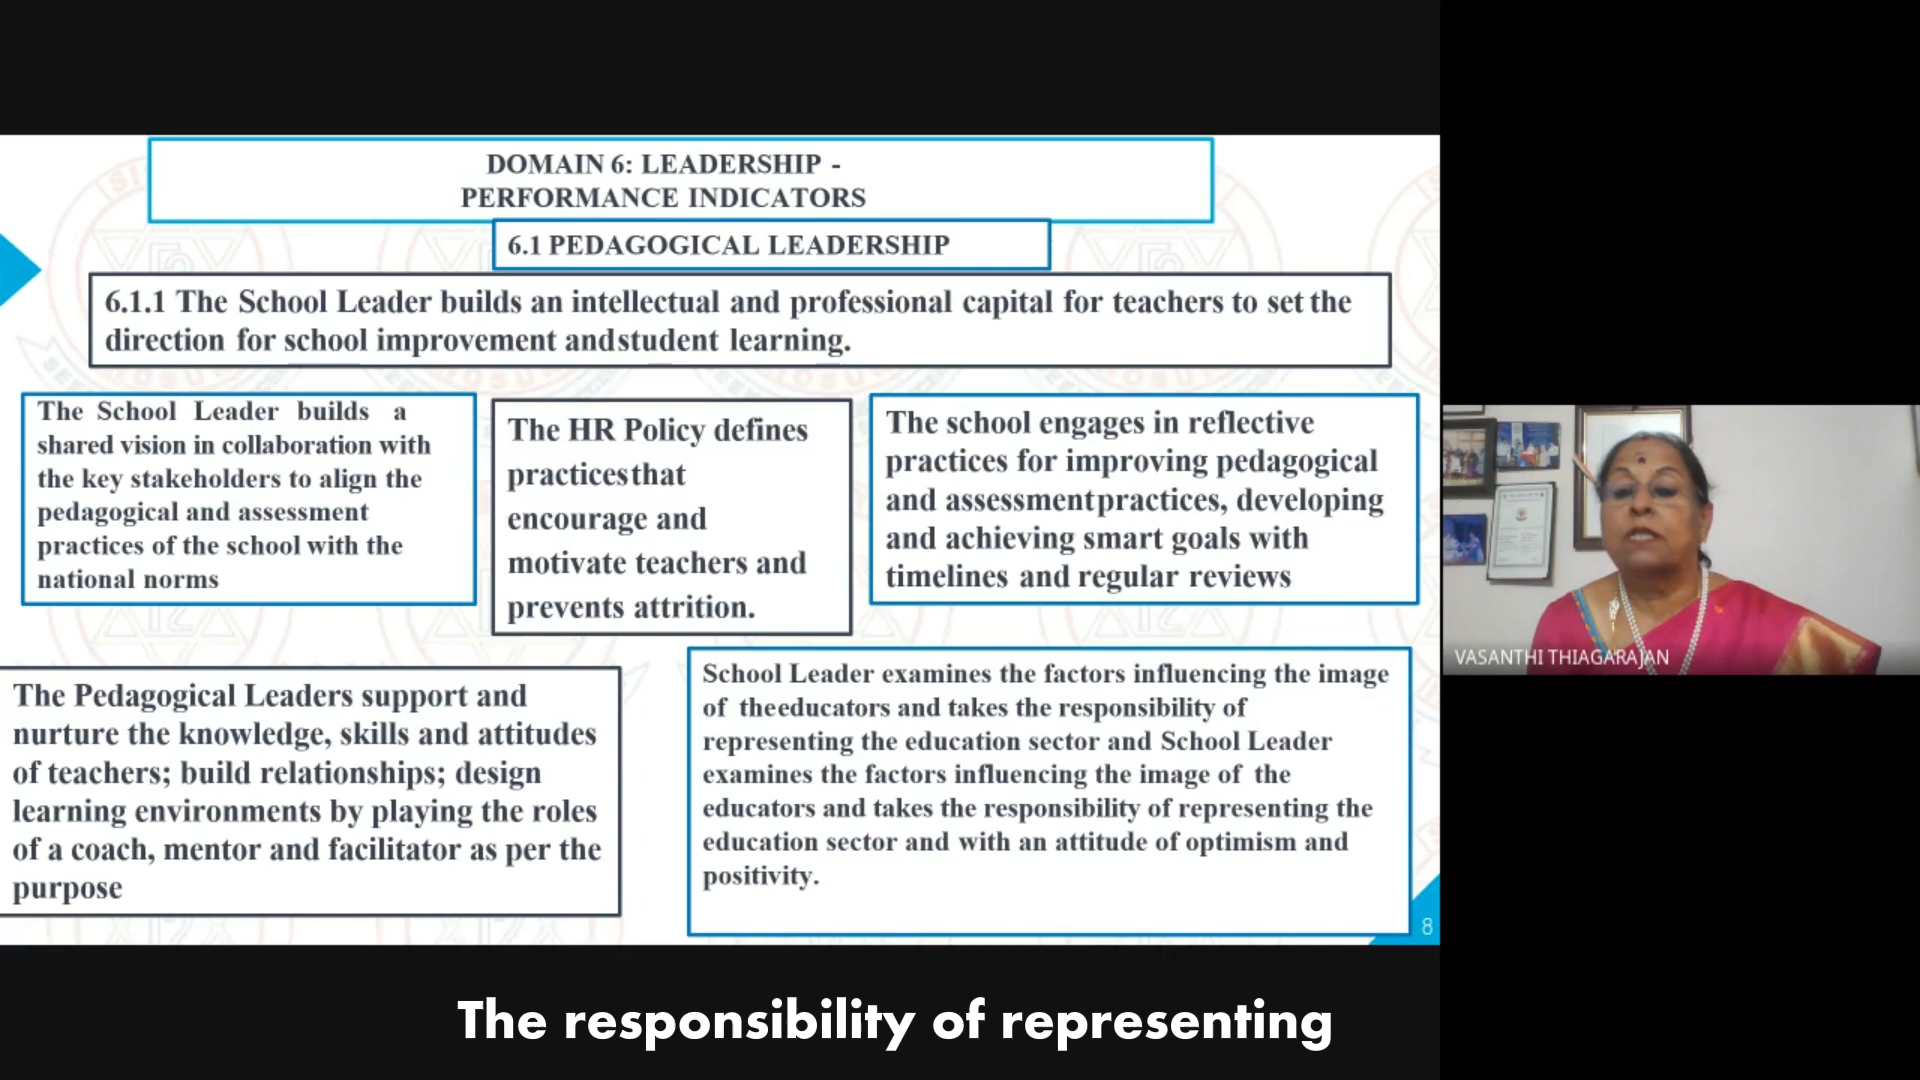 DOMAIN 6: LEADERSHIP -
PERFORMANCE INDICATORS
6.1 PEDAGOGICAL LEADERSHIP
6.1.1 The School Leader builds an intellectual and professional capital for teachers to set the
direction for school improvement andstudent learning.
The School Leader builds a
shared vision in collaboration with
the key stakeholders to align the
pedagogical and assessment
practices of the school with the
national norms
The HR Policy defines
practicesthat
encourage and
motivate teachers and
prevents attrition.
The school engages in reflective
practices for improving pedagogical
and assessmentpractices, developing
and achieving smart goals with
timelines and regular reviews
The Pedagogical Leaders support and
nurture the knowledge, skills and attitudes
of teachers; build relationships; design
learning environments by playing the roles
of a coach, mentor and facilitator as per the
purpose
School Leader examines the factors influencing the image
of theeducators and takes the responsibility of
representing the education sector and School Leader
examines the factors influencing the image of the
educators and takes the responsibility of representing the
education sector and with an attitude of optimism and
positivity.
8
VASANTHI THIAGARAJAN
The responsibility of representing